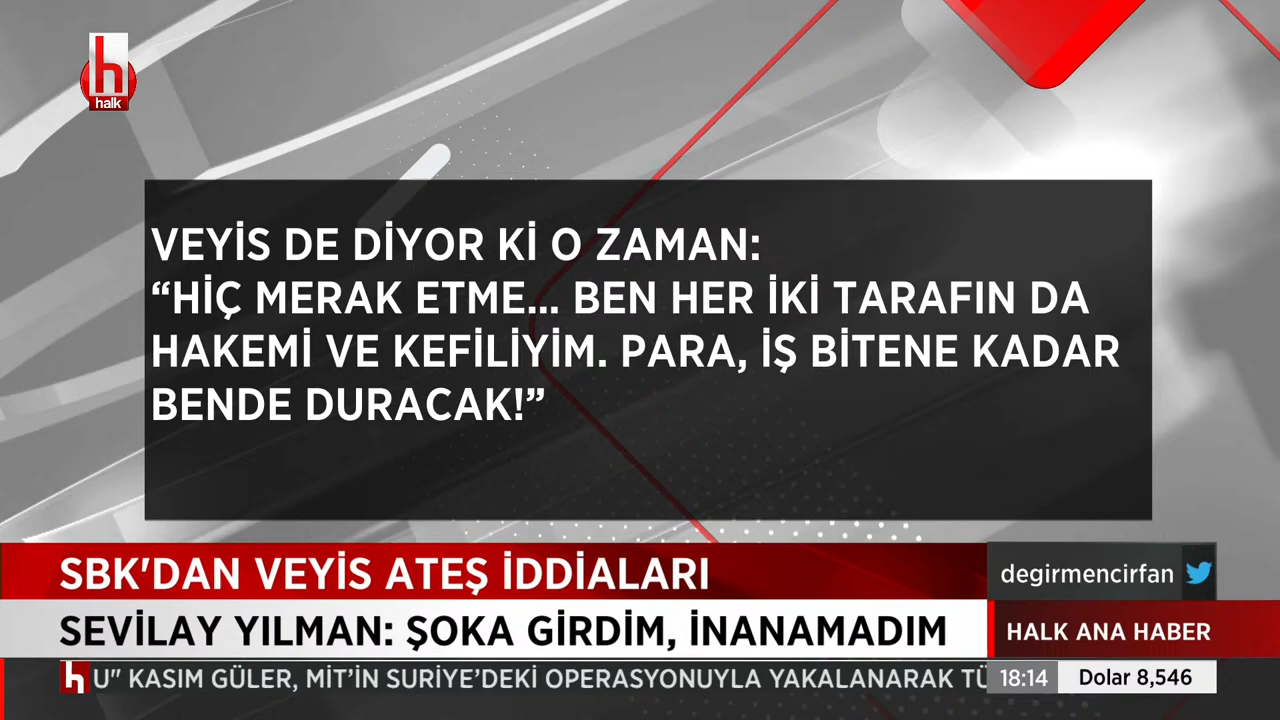 h
halk
VEYİS DE DİYOR Kİ O ZAMAN:
“HİÇ MERAK ETME... BEN HER İKİ TARAFIN DA
HAKEMİ VE KEFİLİYİM. PARA, İŞ BİTENE KADAR
BENDE DURACAK!”
SBK'DAN VEYİS ATEŞ İDDİALARI
degirmencirfan
SEVİLAY YILMAN: ŞOKA GİRDİM, İNANAMADIM
HALK ANA HABER
h U" KASIM GÜLER, MİT’İN SURİYE’DEKİ OPERASYONUYLA YAKALANARAK TÜ
18:14 Dolar 8,546